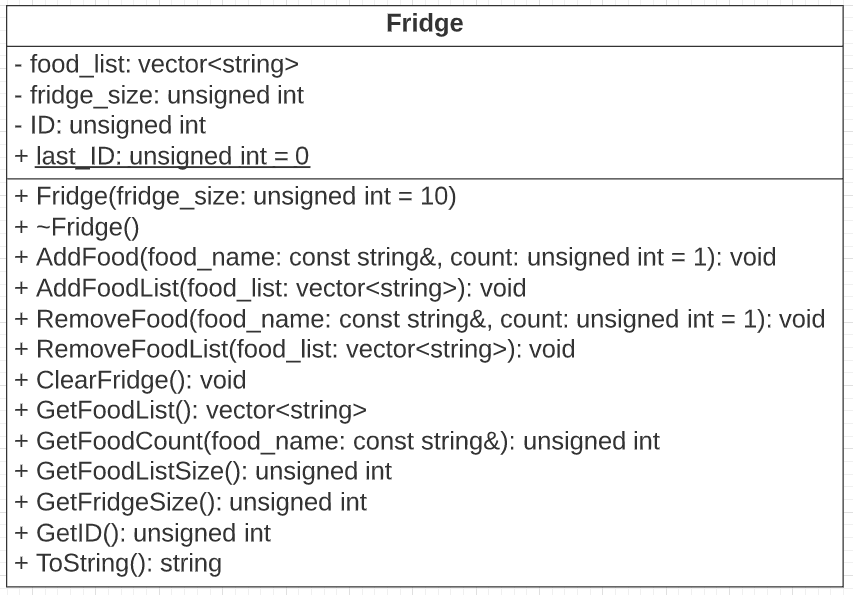 Fridge
- food_list: vector<string>
- fridge_size: unsigned int
- ID: unsigned int
+ last_ID: unsigned int = 0
+ Fridge(fridge_size: unsigned int = 10)
+ ~Fridge()
+ AddFood(food_name: const string&, count: unsigned int = 1): void
+ AddFoodList(food_list: vector<string>): void
+ RemoveFood(food_name: const string&, count: unsigned int = 1): void
+ RemoveFoodList(food_list: vector<string>): void
+ ClearFridge(): void
+ GetFoodList(): vector<string>
+ GetFoodCount(food_name: const string&): unsigned int
+ GetFoodListSize(): unsigned int
+ GetFridgeSize(): unsigned int
+ GetID(): unsigned int
+ ToString(): string